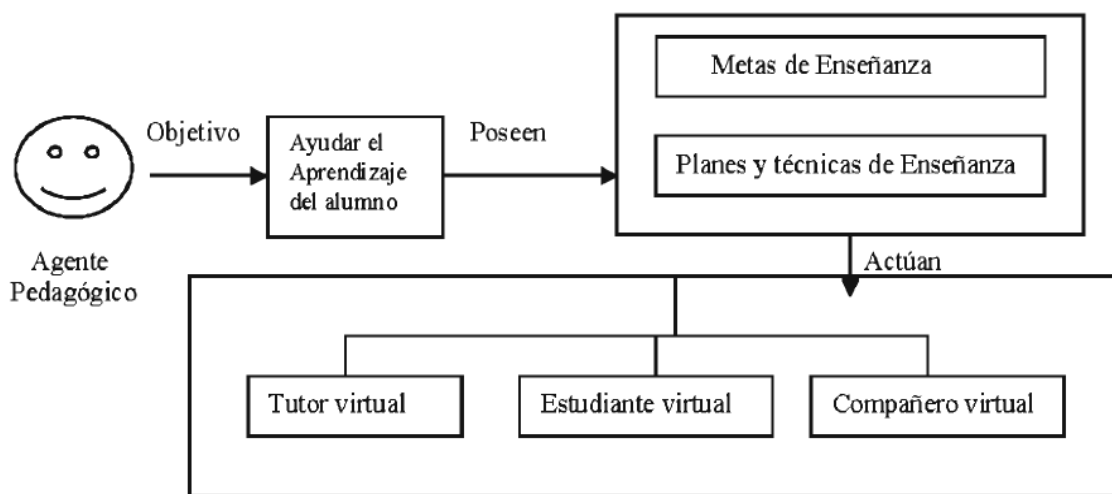 Metas de Enseñanza
Objetivo
Poseen
Ayudar el
Aprendizaje
del alumno
Planes y técnicas de Enseñanza
Agente
Pedagógico
Actúan
Tutor virtual
Estudiante virtual
Compañero virtual